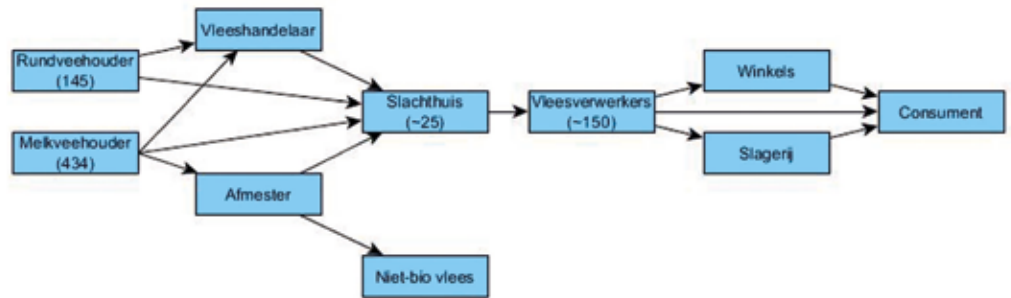 Vleeshandelaar
Rundveehouder
(145)
Winkels
Slachthuis
(~25)
Vleesverwerkers
(~150)
Consument
Melkveehouder
(434)
Slagerij
Afmester
Niet-bio vlees